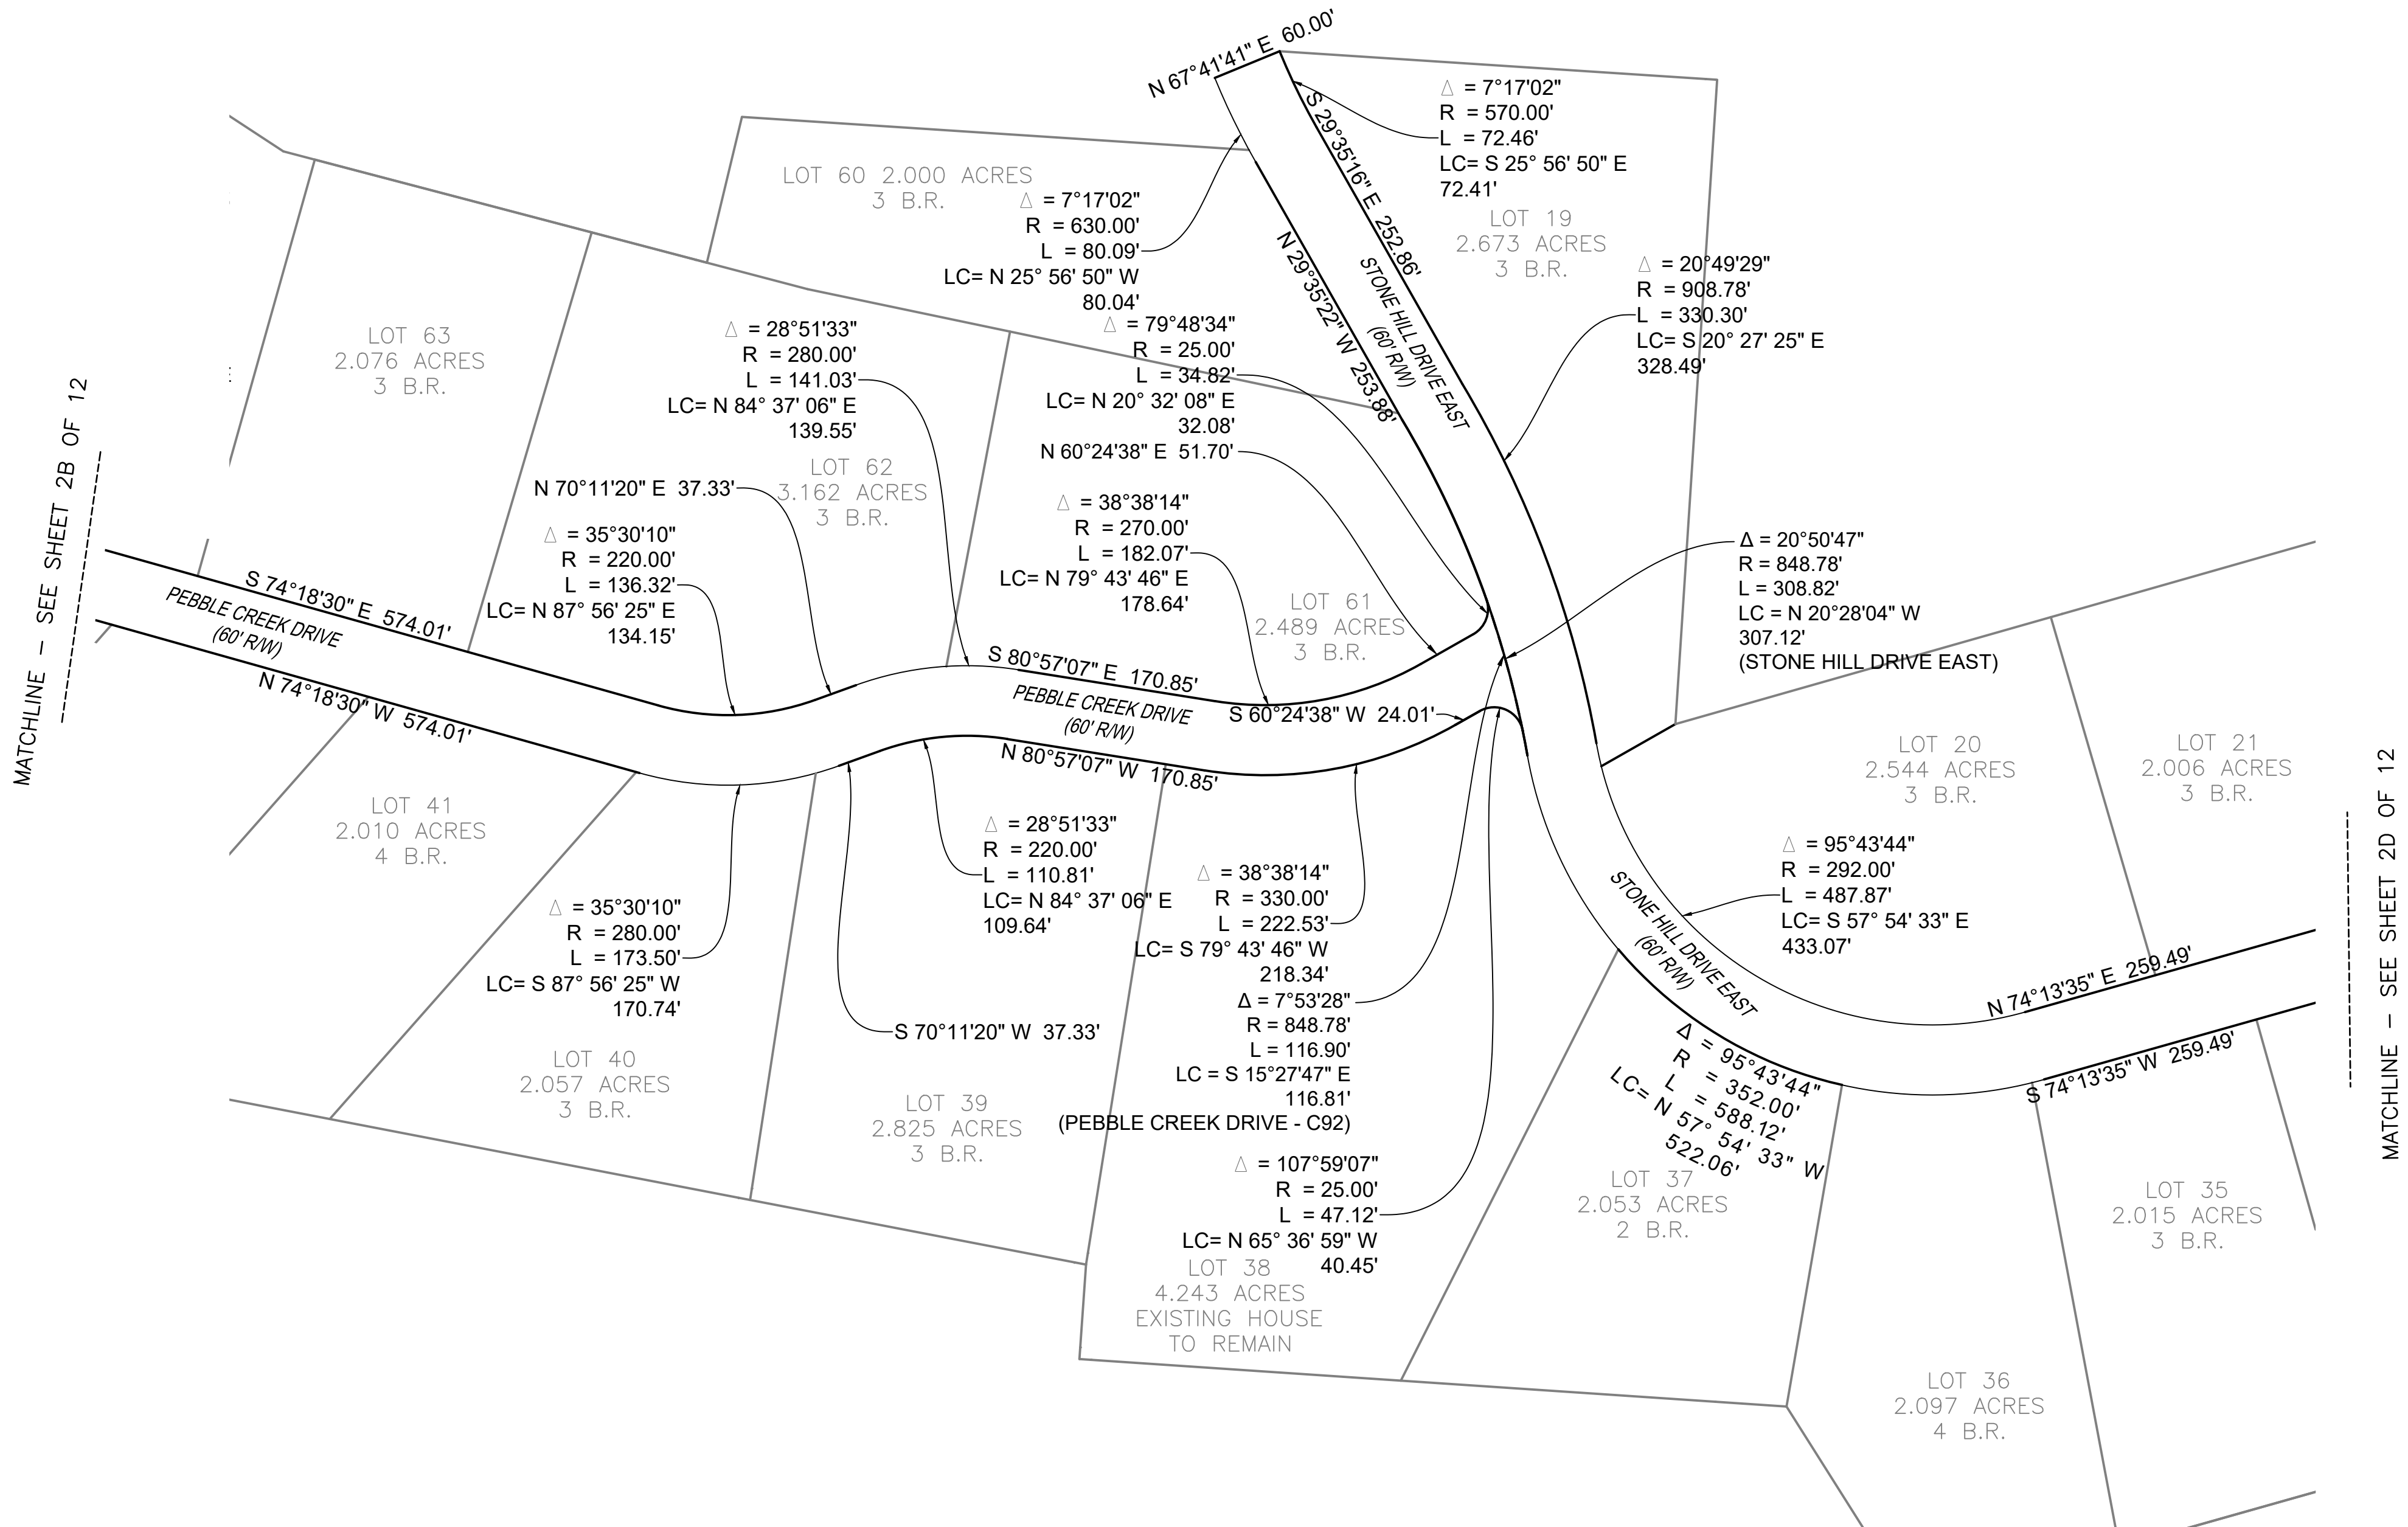 N 67°41'41" E 60.00'
Δ = 7°17'02"
R = 570.00'
L = 72.46'
LC= S 25° 56' 50" E
72.41'
S 29°35'16" E 252.86'
LOT 19
2.673 ACRES
3 B.R.
LOT 60 2.000 ACRES
3 B.R.
Δ = 7°17'02"
R = 630.00'
L = 80.09'
LC= N 25° 56' 50" W
80.04'
N 29°35'22" W 253.88'
STONE HILL DRIVE EAST
(60' R/W)
Δ = 20°49'29"
R = 908.78'
L = 330.30'
LC= S 20° 27' 25" E
328.49'
LOT 63
2.076 ACRES
3 B.R.
Δ = 28°51'33"
R = 280.00'
L = 141.03'
LC= N 84° 37' 06" E
139.55'
Δ = 79°48'34"
R = 25.00'
L = 34.82'
LC= N 20° 32' 08" E
32.08'
N 60°24'38" E 51.70'
LOT 62
3.162 ACRES
3 B.R.
N 70°11'20" E 37.33'
Δ = 35°30'10"
R = 220.00'
L = 136.32'
LC= N 87° 56' 25" E
134.15'
Δ = 38°38'14"
R = 270.00'
L = 182.07'
LC= N 79° 43' 46" E
178.64'
LOT 61
2.489 ACRES
3 B.R.
Δ = 20°50'47"
R = 848.78'
L = 308.82'
LC = N 20°28'04" W
307.12'
(STONE HILL DRIVE EAST)
MATCHLINE - SEE SHEET 2B OF 12
S 74°18'30" E 574.01'
PEBBLE CREEK DRIVE
(60' R/W)
N 74°18'30" W 574.01'
S 80°57'07" E 170.85'
PEBBLE CREEK DRIVE
(60' R/W)
N 80°57'07" W 170.85'
S 60°24'38" W 24.01'
LOT 20
2.544 ACRES
3 B.R.
LOT 21
2.006 ACRES
3 B.R.
MATCHLINE - SEE SHEET 2D OF 12
LOT 41
2.010 ACRES
4 B.R.
Δ = 28°51'33"
R = 220.00'
L = 110.81'
LC= N 84° 37' 06" E
109.64'
Δ = 38°38'14"
R = 330.00'
L = 222.53'
LC= S 79° 43' 46" W
218.34'
Δ = 95°43'44"
R = 292.00'
L = 487.87'
LC= S 57° 54' 33" E
433.07'
STONE HILL DRIVE EAST
(60' R/W)
N 74°13'35" E 259.49'
S 74°13'35" W 259.49'
Δ = 35°30'10"
R = 280.00'
L = 173.50'
LC= S 87° 56' 25" W
170.74'
S 70°11'20" W 37.33'
Δ = 7°53'28"
R = 848.78'
L = 116.90'
LC = S 15°27'47" E
116.81'
(PEBBLE CREEK DRIVE - C92)
Δ = 95°43'44"
R = 352.00'
L = 588.12'
LC= N 57° 54' 33" W
522.06'
LOT 40
2.057 ACRES
3 B.R.
LOT 39
2.825 ACRES
3 B.R.
Δ = 107°59'07"
R = 25.00'
L = 47.12'
LC= N 65° 36' 59" W
40.45'
LOT 38
4.243 ACRES
EXISTING HOUSE
TO REMAIN
LOT 37
2.053 ACRES
2 B.R.
LOT 35
2.015 ACRES
3 B.R.
LOT 36
2.097 ACRES
4 B.R.